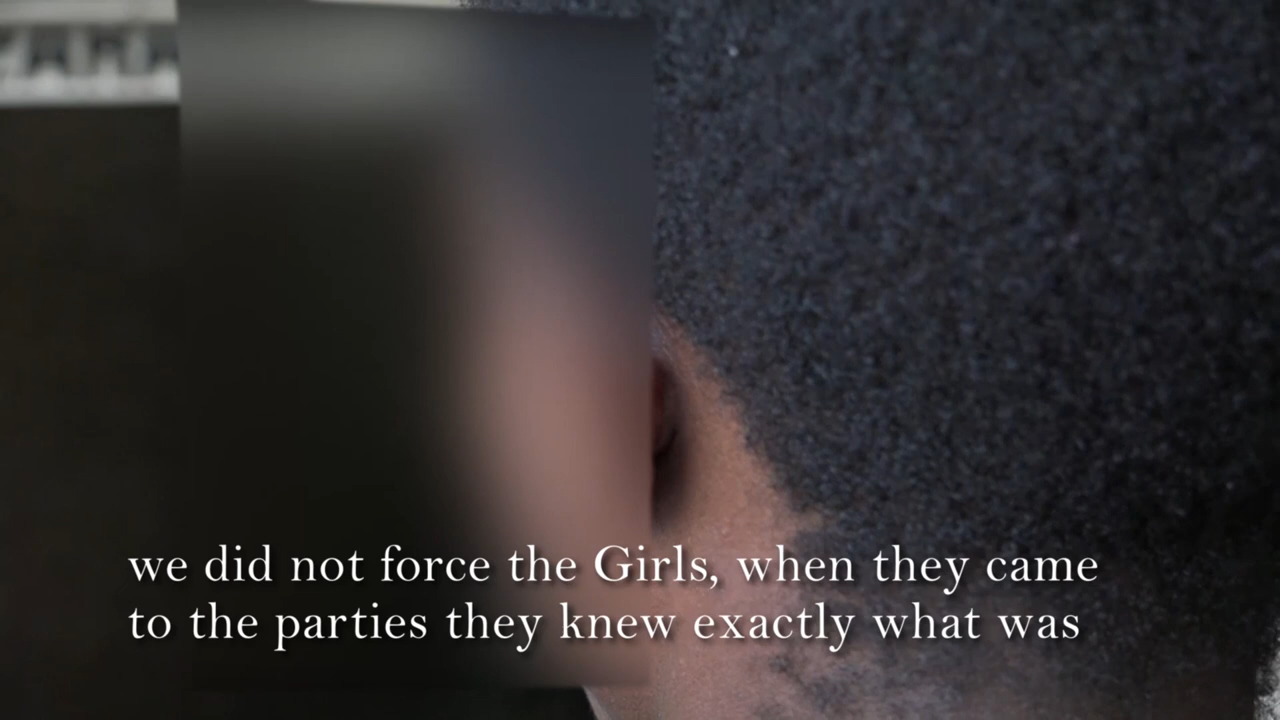 we did not force the Girls, when they came
to the parties they knew exactly what was